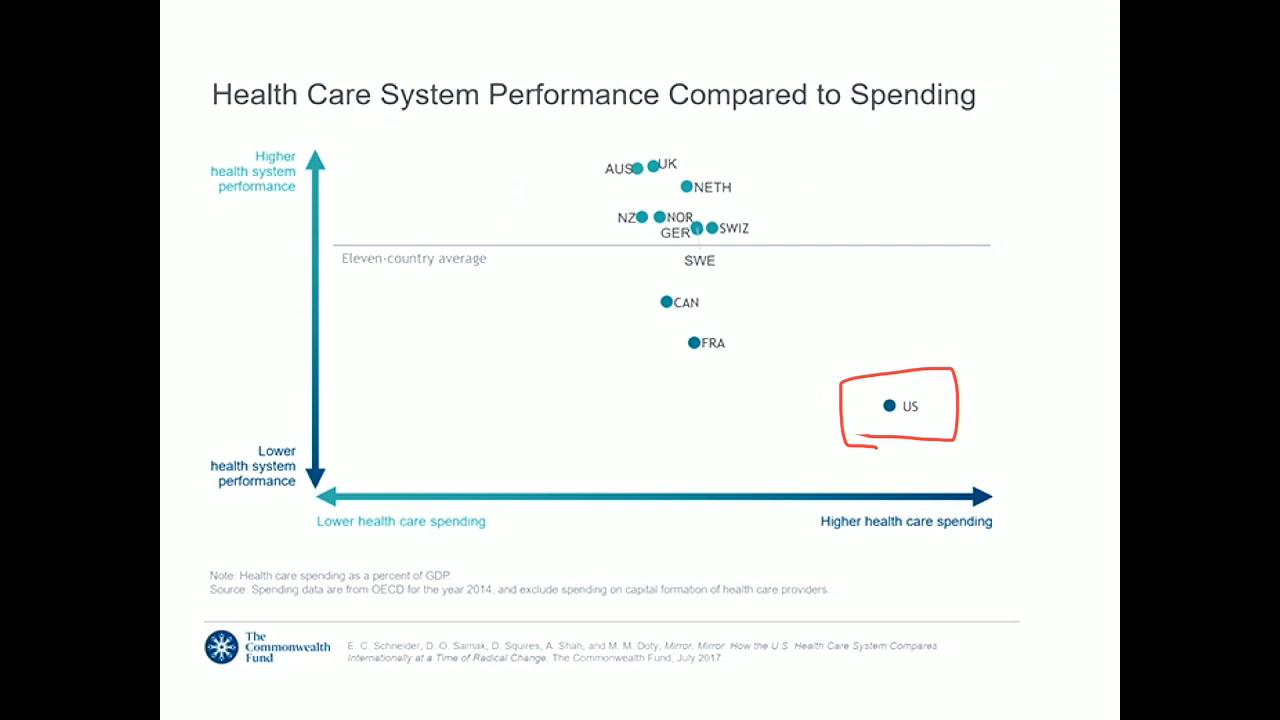 Health Care System Performance Compared to Spending
Higher
health system
performance
AUS
UK
NETH
NZ
NOR
GER
SWIZ
Eleven-country average
SWE
CAN
FRA
US
Lower
health system
performance
Lower health care spending
Higher health care spending
Note: Health care spending as a percent of GDP.
Source: Spending data are from OECD for the year 2014, and exclude spending on capital formation of health care providers.
The
Commonwealth
Fund
E. C. Schneider, D. O. Sarnak, D. Squires, A. Shah, and M. M. Doty, Mirror, Mirror: How the U.S. Health Care System Compares
Internationally at a Time of Radical Change, The Commonwealth Fund, July 2017.